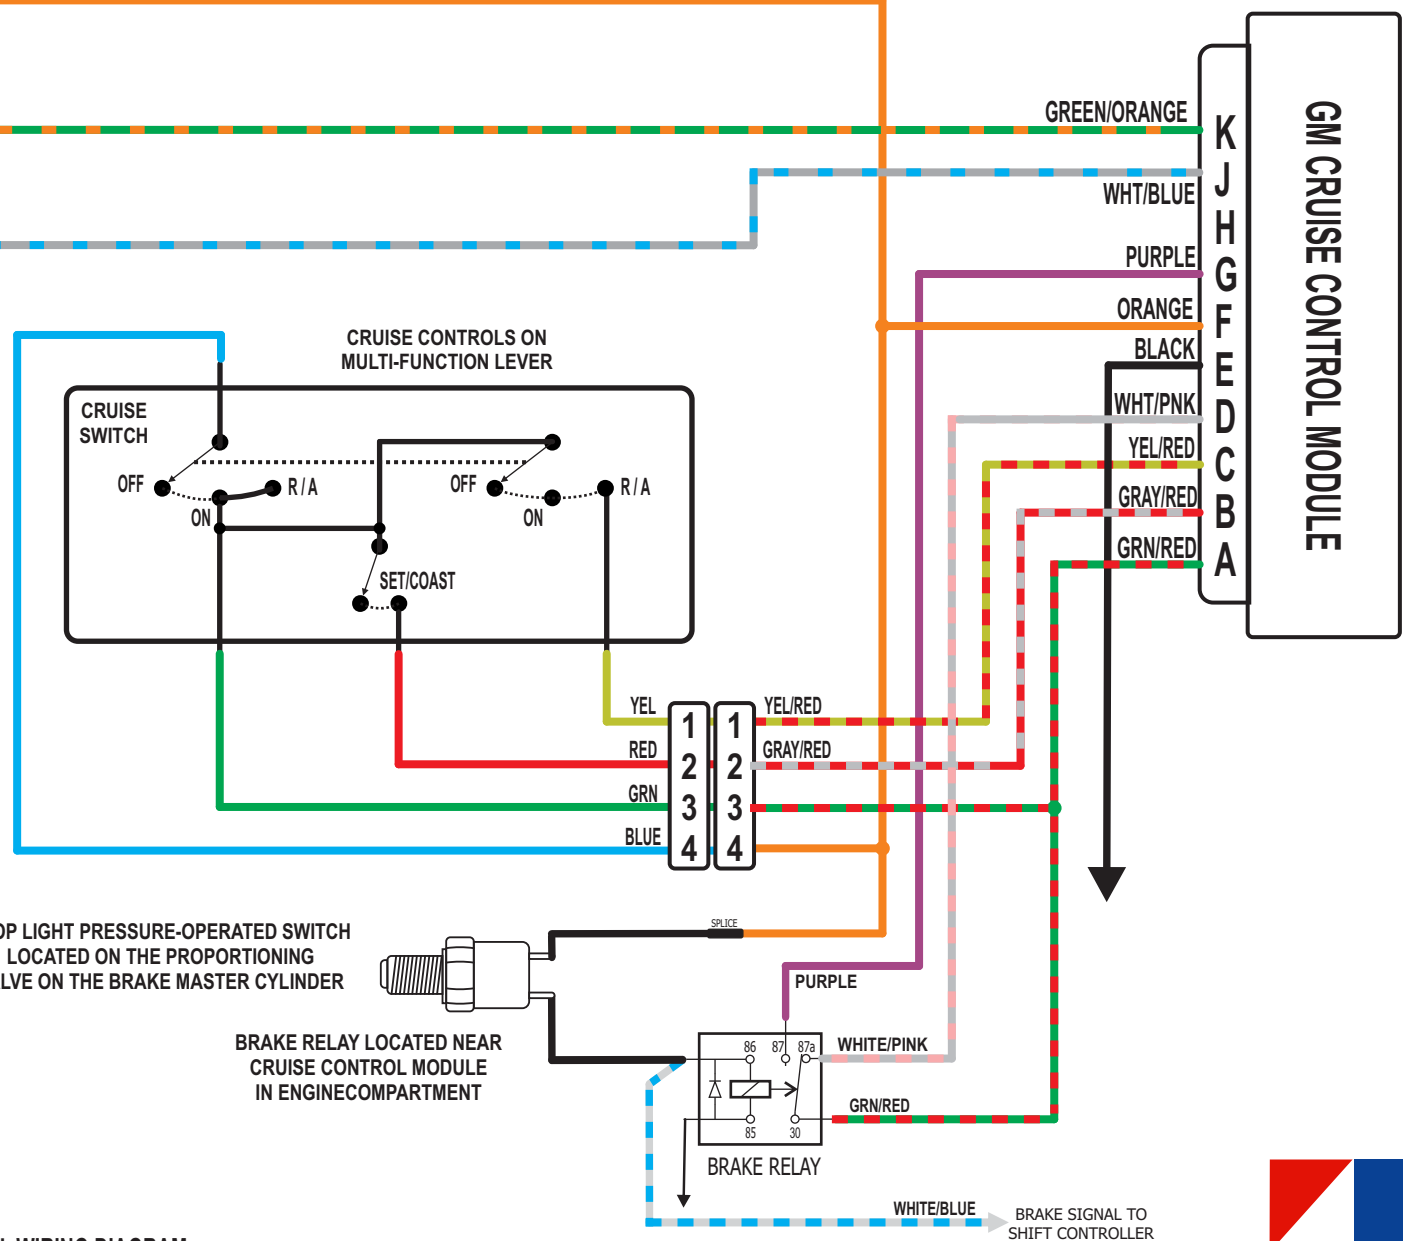 GREEN/ORANGE
K
WHT/BLUE
J
H
PURPLE
G
ORANGE
F
BLACK
E
WHT/PNK
D
YEL/RED
C
GRAY/RED
B
GRN/RED
A
GM CRUISE CONTROL MODULE
CRUISE CONTROLS ON
MULTI-FUNCTION LEVER
CRUISE
SWITCH
OFF
ON
R / A
OFF
ON
R / A
SET/COAST
YEL
1
1
YEL/RED
RED
2
2
GRAY/RED
GRN
3
3
BLUE
4
4
SPLICE
OP LIGHT PRESSURE-OPERATED SWITCH
LOCATED ON THE PROPORTIONING
LVE ON THE BRAKE MASTER CYLINDER
BRAKE RELAY LOCATED NEAR
CRUISE CONTROL MODULE
IN ENGINECOMPARTMENT
PURPLE
86
87
87a
WHITE/PINK
GRN/RED
85
30
BRAKE RELAY
WHITE/BLUE
BRAKE SIGNAL TO
SHIFT CONTROLLER
WIRING DIAGRAM